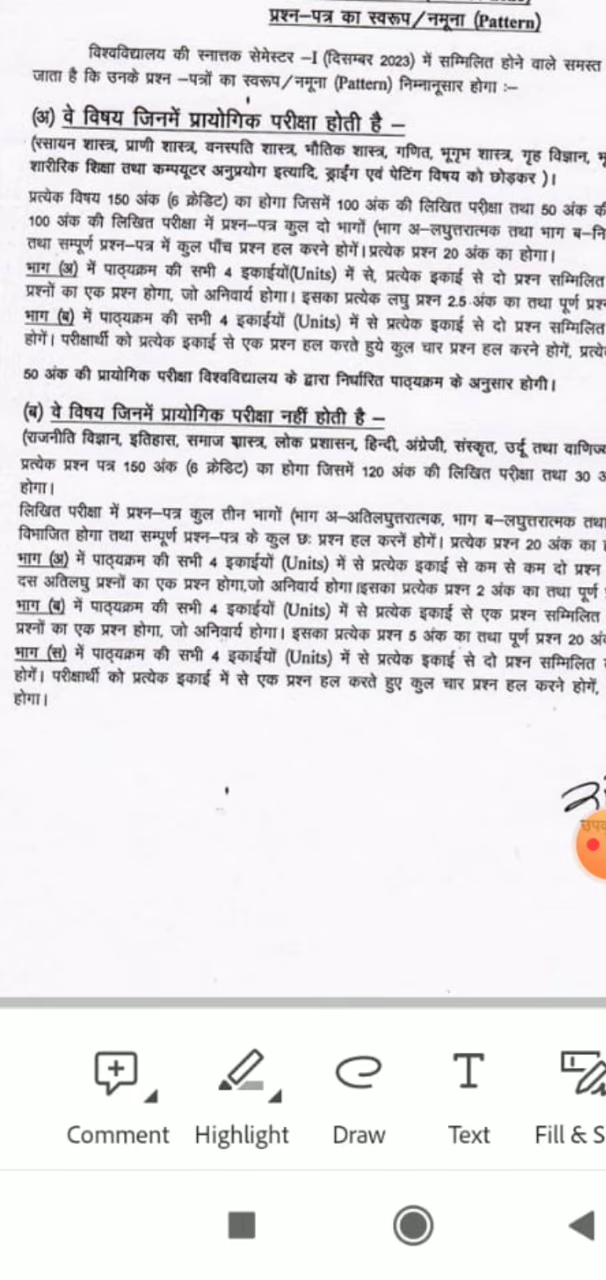 प्रश्न–पत्र का स्वरूप/नमूना (Pattern)
विश्वविद्यालय की स्नात्तक सेमेस्टर –I (दिसम्बर 2023) में सम्मिलित होने वाले समस्त
जाता है कि उनके प्रश्न –पत्रों का स्वरूप/नमूना (Pattern) निम्नानूसार होगा :–
(अ) वे विषय जिनमें प्रायोगिक परीक्षा होती है –
(रसायन शास्त्र, प्राणी शास्त्र, वनस्पति शास्त्र, भौतिक शास्त्र, गणित, भूगृभ शास्त्र, गृह विज्ञान,
शारीरिक शिक्षा तथा कम्पयूटर अनुप्रयोग इत्यादि, ड्राईंग एवं पेटिंग विषय को छोड़कर )।
प्रत्येक विषय 150 अंक (6 क्रेडिट) का होगा जिसमें 100 अंक की लिखित परीक्षा तथा 50 अंक
100 अंक की लिखित परीक्षा में प्रश्न–पत्र कुल दो भागों (भाग अ–लघुत्तरात्मक तथा भाग ब–नि
तथा सम्पूर्ण प्रश्न–पत्र में कुल पाँच प्रश्न हल करने होगें। प्रत्येक प्रश्न 20 अंक का होगा।
भाग (अ) में पाठ्यक्रम की सभी 4 इकाईयों(Units) में से, प्रत्येक इकाई से दो प्रश्न सम्मिलित
प्रश्नों का एक प्रश्न होगा, जो अनिवार्य होगा। इसका प्रत्येक लघु प्रश्न 2.5 अंक का तथा पूर्ण प्रश्
भाग (ब) में पाठ्यक्रम की सभी 4 इकाईयों (Units) में से प्रत्येक इकाई से दो प्रश्न सम्मिलित
होगें। परीक्षार्थी को प्रत्येक इकाई से एक प्रश्न हल करते हुये कुल चार प्रश्न हल करने होगें, प्रत्ये
50 अंक की प्रायोगिक परीक्षा विश्वविद्यालय के द्वारा निर्धारित पाठ्यक्रम के अनुसार होगी।
(ब) वे विषय जिनमें प्रायोगिक परीक्षा नहीं होती है –
(राजनीति विज्ञान, इतिहास, समाज शास्त्र, लोक प्रशासन, हिन्दी, अंग्रेजी, संस्कृत, उर्दू तथा वाणिज्
प्रत्येक प्रश्न पत्र 150 अंक (6 क्रेडिट) का होगा जिसमें 120 अंक की लिखित परीक्षा तथा 30
होगा।
लिखित परीक्षा में प्रश्न–पत्र कुल तीन भागों (भाग अ–अतिलघुत्तरात्मक, भाग ब–लघुत्तरात्मक तथा
विभाजित होगा तथा सम्पूर्ण प्रश्न–पत्र के कुल छः प्रश्न हल करनें होगें। प्रत्येक प्रश्न 20 अंक का
भाग (अ) में पाठ्यक्रम की सभी 4 इकाईयों (Units) में से प्रत्येक इकाई से कम से कम दो प्रश्न
दस अतिलघु प्रश्नों का एक प्रश्न होगा,जो अनिवार्य होगा।इसका प्रत्येक प्रश्न 2 अंक का तथा पूर्ण
भाग (ब) में पाठ्यक्रम की सभी 4 इकाईयों (Units) में से प्रत्येक इकाई से एक प्रश्न सम्मिलित
प्रश्नों का एक प्रश्न होगा, जो अनिवार्य होगा। इसका प्रत्येक प्रश्न 5 अंक का तथा पूर्ण प्रश्न 20
भाग (स) में पाठ्यक्रम की सभी 4 इकाईयों (Units) में से प्रत्येक इकाई से दो प्रश्न सम्मिलित
होगें। परीक्षार्थी को प्रत्येक इकाई में से एक प्रश्न हल करते हुए कुल चार प्रश्न हल करने होगें,
होगा।
Comment
Highlight
Draw
Text
Fill & S